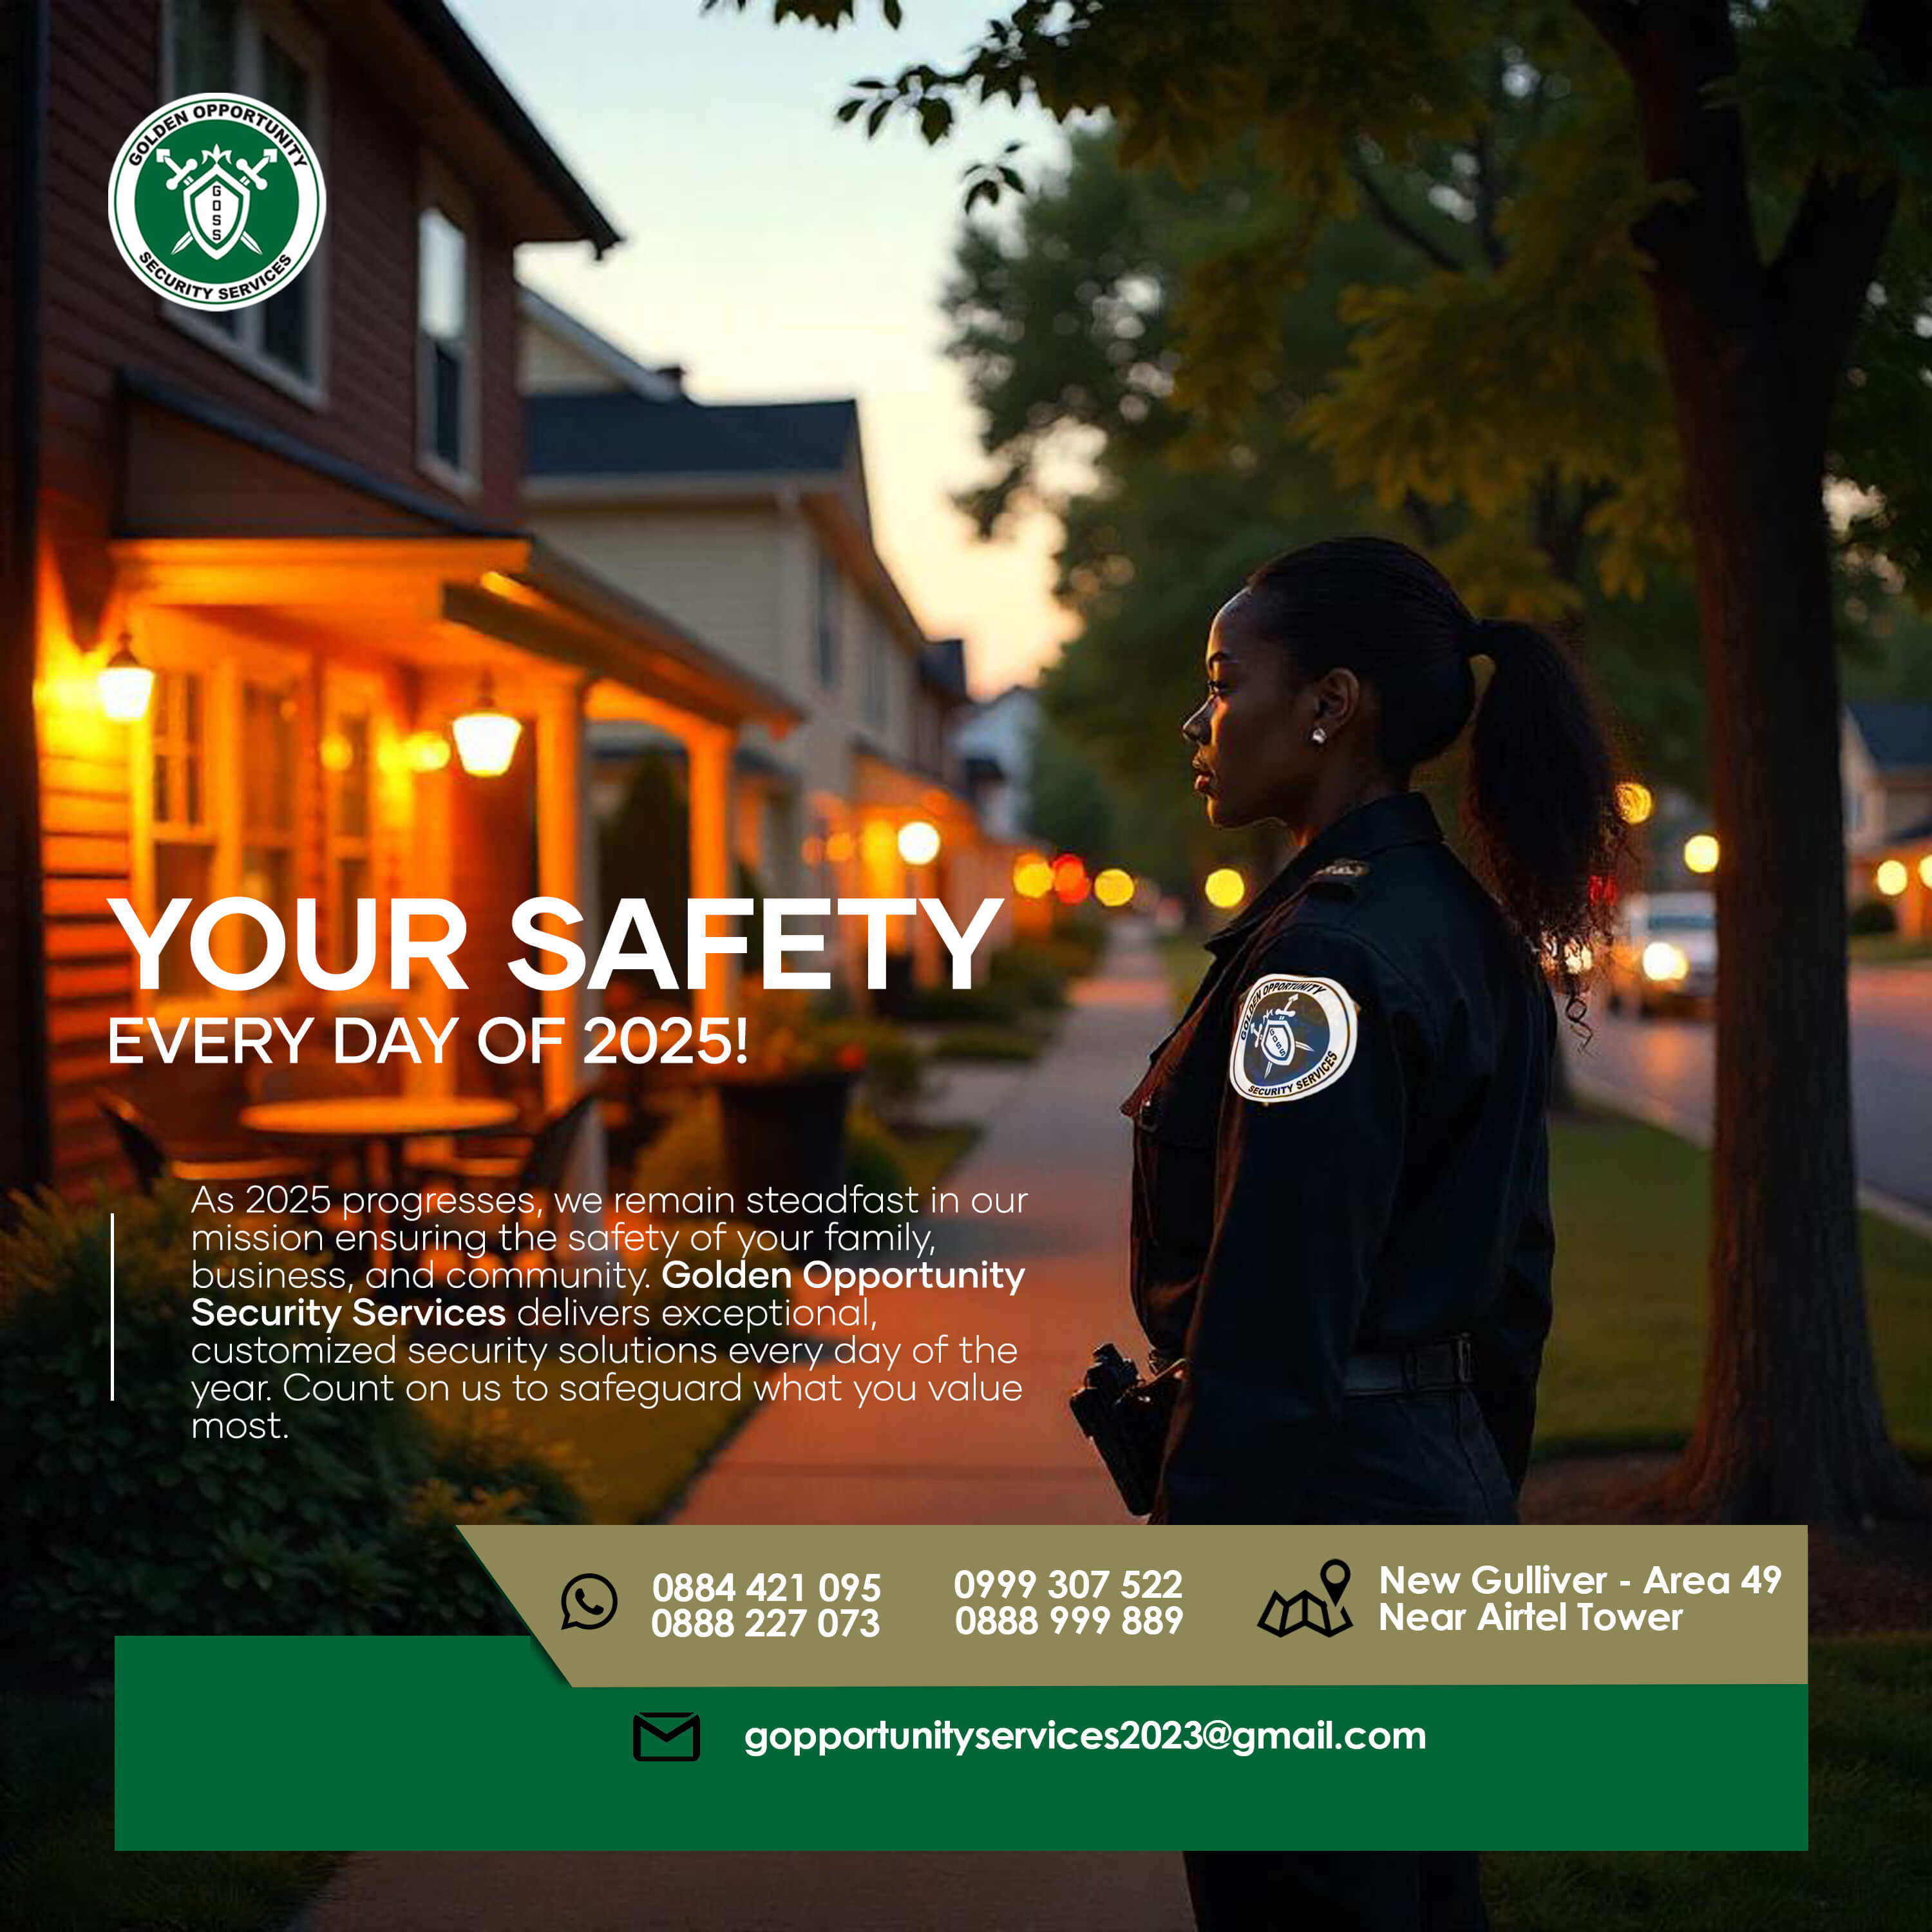 GOLDEN OPPORTUNITY
GOSS
SECURITY SERVICES
YOUR SAFETY
EVERY DAY OF 2025!
GOLDEN OPPORTUNITY
GOSS
SECURITY SERVICES
As 2025 progresses, we remain steadfast in our
mission ensuring the safety of your family,
business, and community. Golden Opportunity
Security Services delivers exceptional,
customized security solutions every day of the
year. Count on us to safeguard what you value
most.
0884 421 095
0888 227 073
0999 307 522
0888 999 889
New Gulliver - Area 49
Near Airtel Tower
gopportunityservices2023@gmail.com